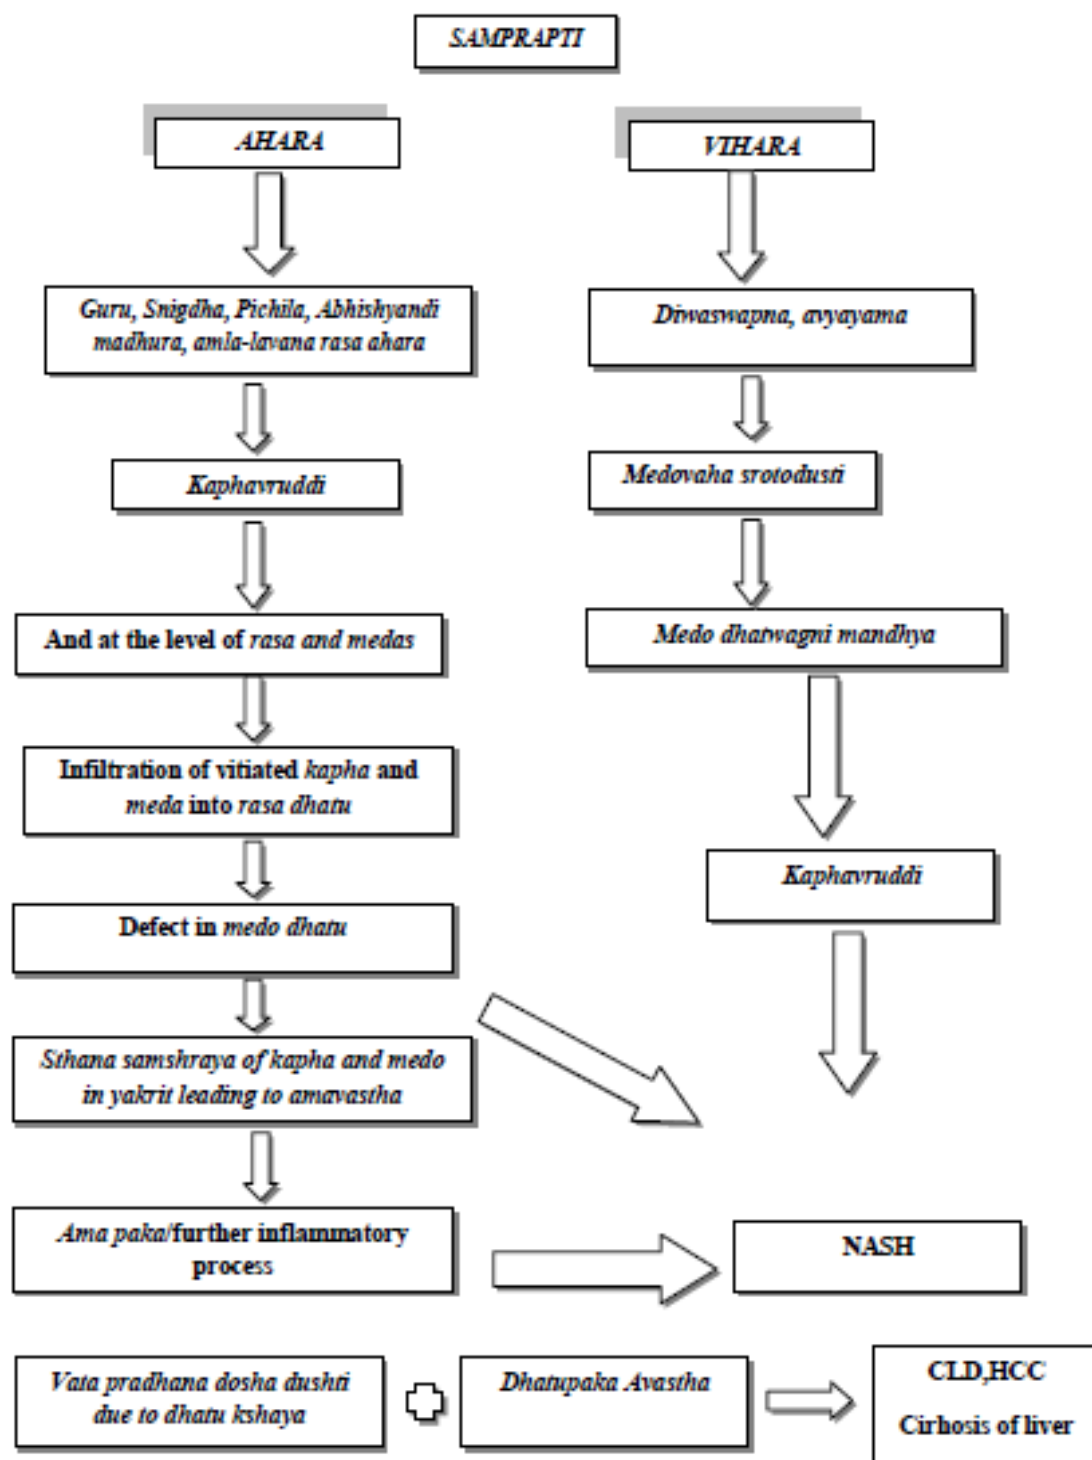 SAMPRAPTI
AHARA
VIHARA
Guru, Snigdha, Pichila, Abhishyandi
madhura, amla-lavana rasa ahara
Diwaswapna, avyayama
Kaphavruddi
Medovaha srotodusti
And at the level of rasa and medas
Medo dhatwagni mandhya
Infiltration of vitiated kapha and
meda into rasa dhatu
Kaphavruddi
Defect in medo dhatu
Sthana samshraya of kapha and medo
in yakrit leading to amavastha
Ama paka/further inflammatory
process
NASH
Vata pradhana dosha dushti
due to dhatu kshaya
Dhatupaka Avastha
CLD,HCC
Cirhosis of liver